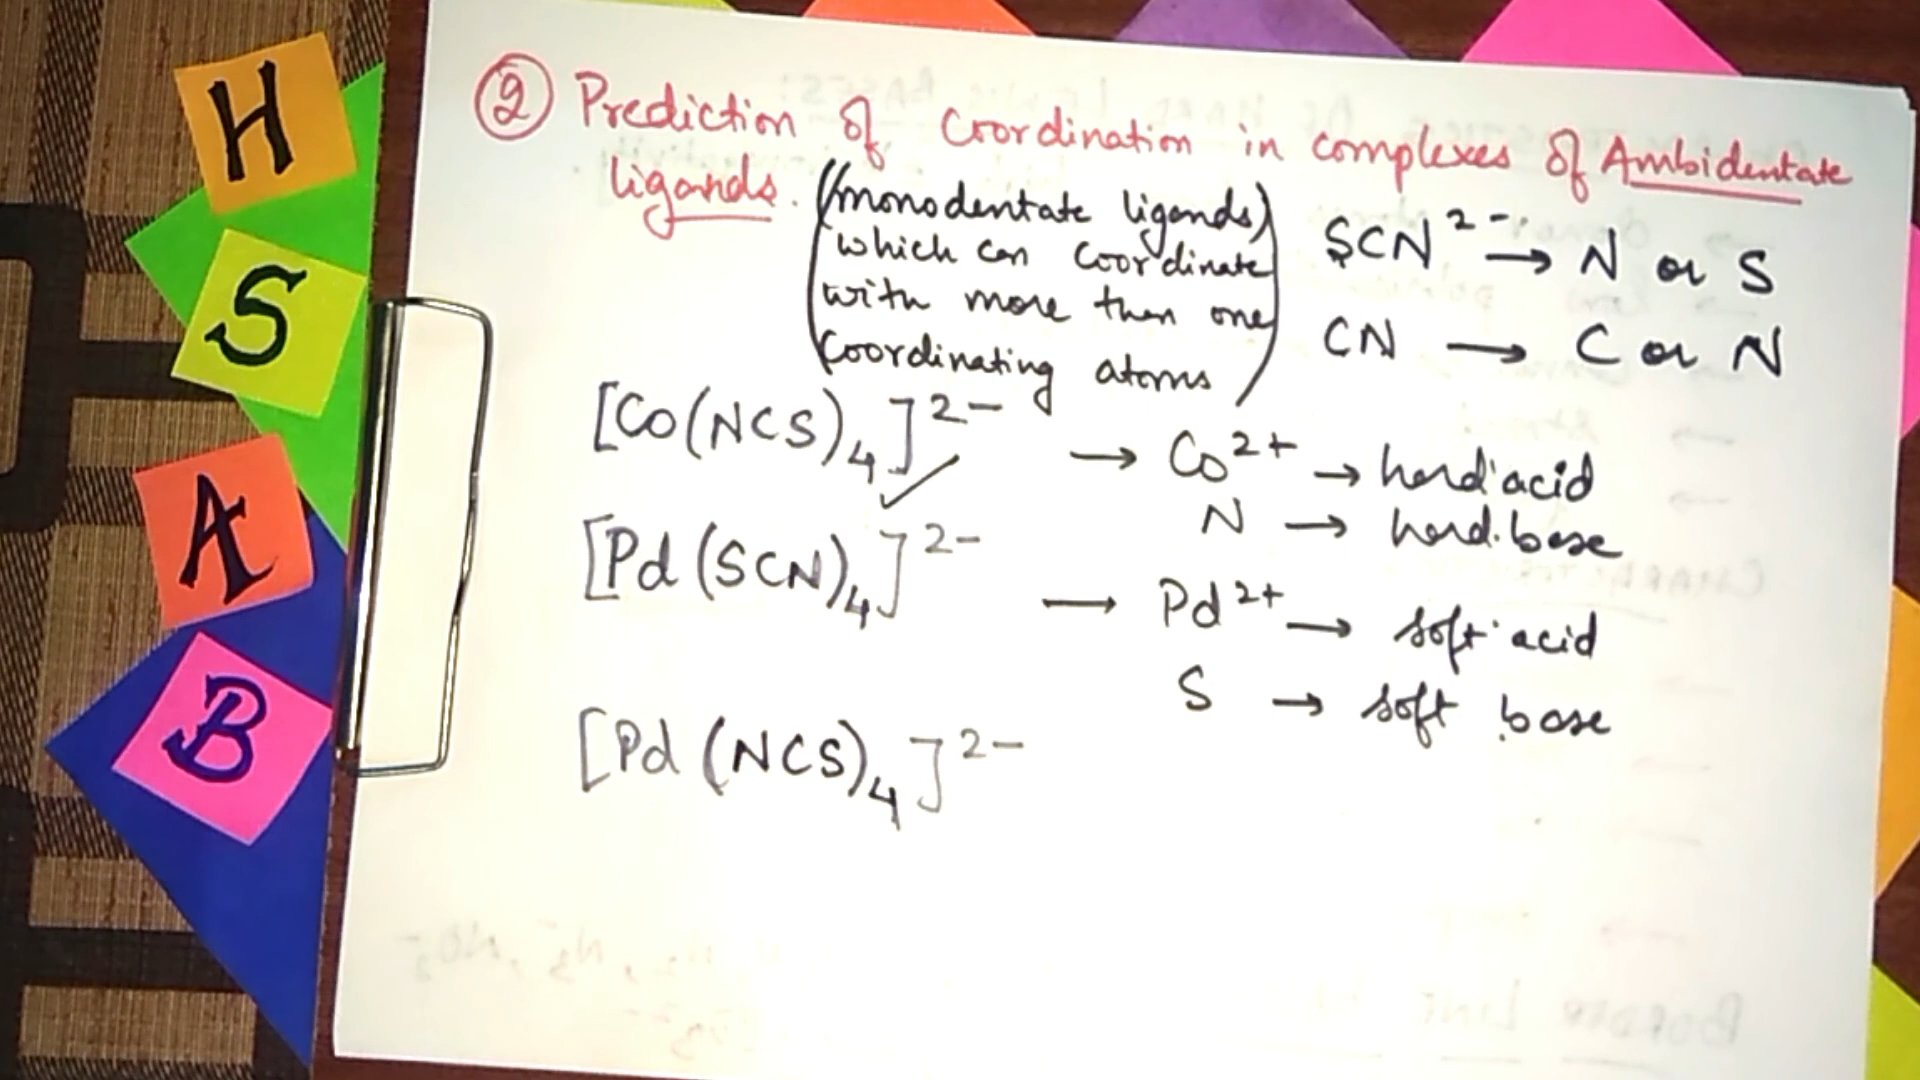 H
S
A
B
② Prediction of Coordination in complexes of Ambidentate
ligands. (monodentate ligands)
which can coordinate
with more than one
coordinating atoms
SCN²⁻ → N or S
CN → C or N
[Co(NCS)₄]²⁻ ✓ → Co²⁺ → hard acid
N → hard base
[Pd(SCN)₄]²⁻ → Pd²⁺ → soft acid
S → soft base
[Pd(NCS)₄]²⁻